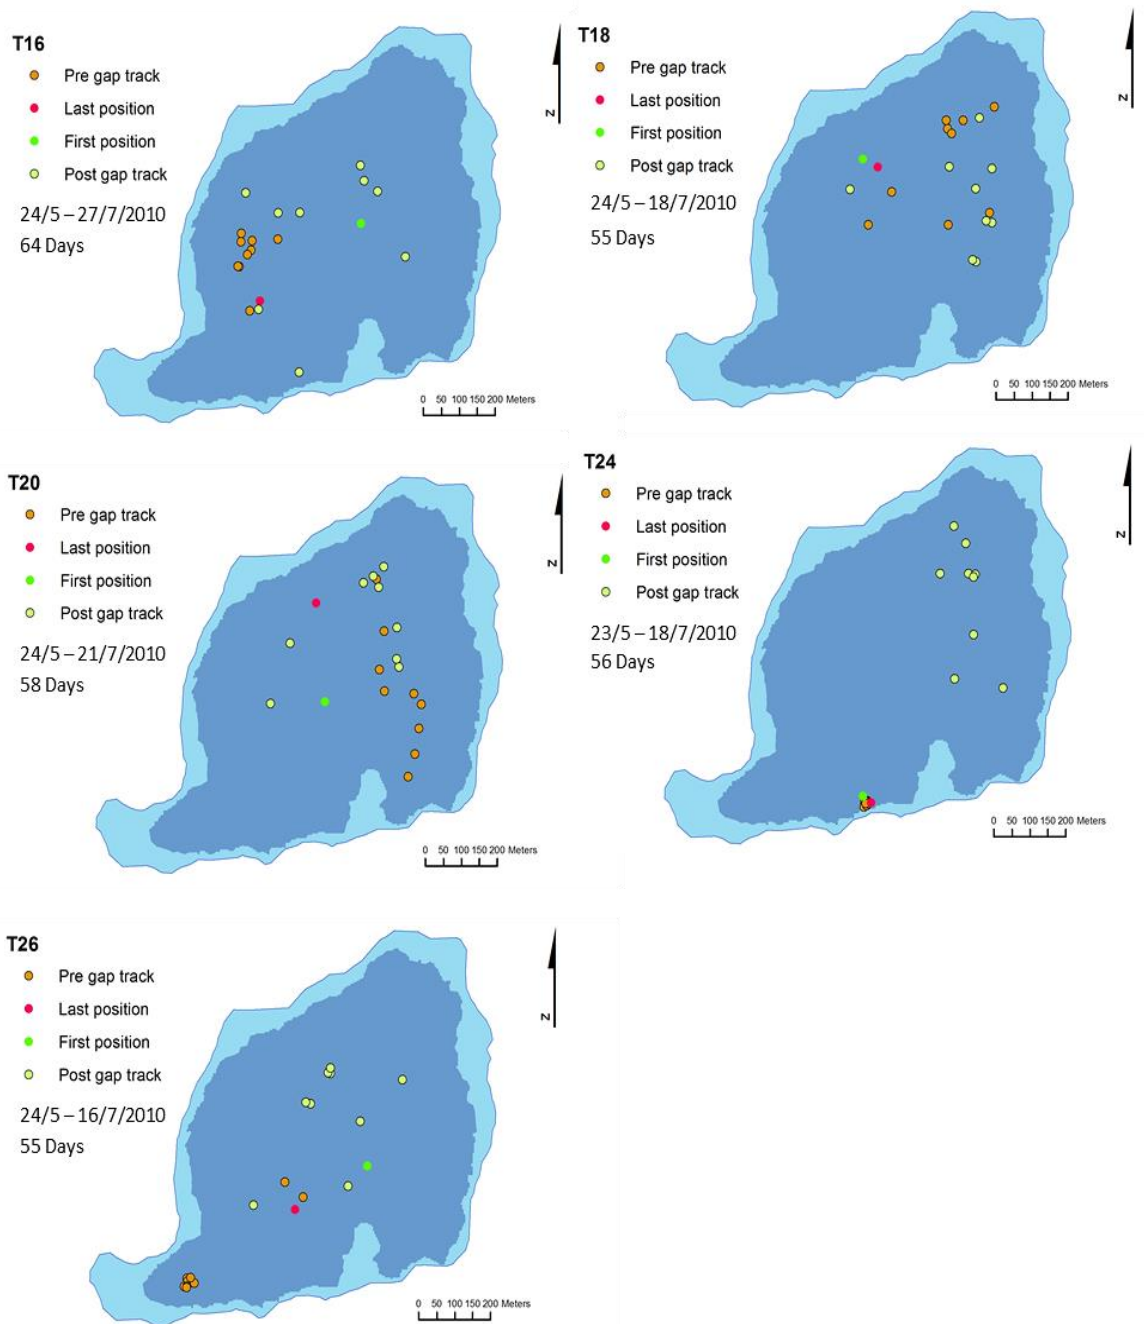 T16
Pre gap track
Last position
First position
Post gap track
24/5 – 27/7/2010
64 Days
N
0 50 100 150 200 Meters
T18
Pre gap track
Last position
First position
Post gap track
24/5 – 18/7/2010
55 Days
N
0 50 100 150 200 Meters
T20
Pre gap track
Last position
First position
Post gap track
24/5 – 21/7/2010
58 Days
N
0 50 100 150 200 Meters
T24
Pre gap track
Last position
First position
Post gap track
23/5 – 18/7/2010
56 Days
N
0 50 100 150 200 Meters
T26
Pre gap track
Last position
First position
Post gap track
24/5 – 16/7/2010
55 Days
N
0 50 100 150 200 Meters